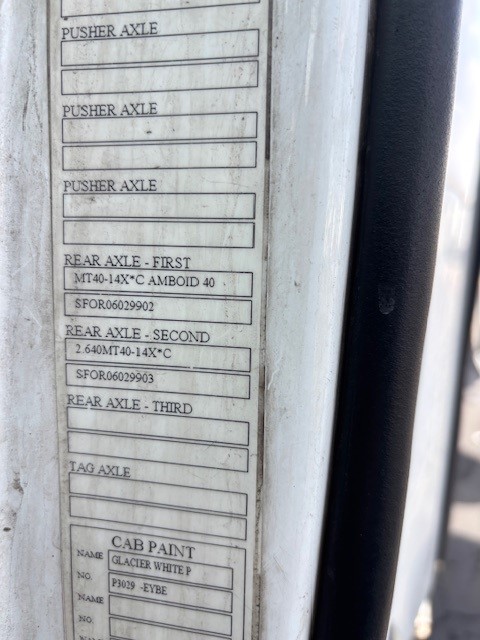 PUSHER AXLE
PUSHER AXLE
PUSHER AXLE
REAR AXLE - FIRST
MT40-14X*C AMBOID 40
SFOR06029902
REAR AXLE - SECOND
2.640MT40-14X*C
SFOR06029903
REAR AXLE - THIRD
TAG AXLE
CAB PAINT
NAME GLACIER WHITE P
NO. P3029 -EYBE
NAME
NO.
NAME